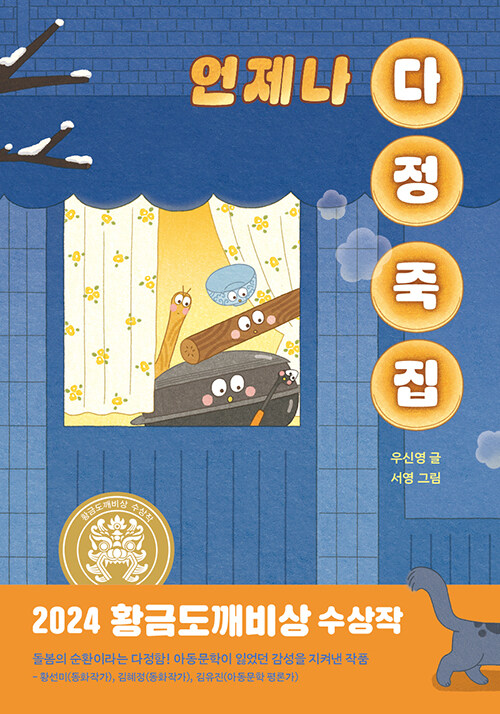 언제나 다정죽집
우신영 글
서영 그림
황금도깨비상 수상작
2024 황금도깨비상 수상작
돌봄의 순환이라는 다정함! 아동문학이 잃었던 감성을 지켜낸 작품
- 황선미(동화작가), 김혜정(동화작가), 김유진(아동문학 평론가)